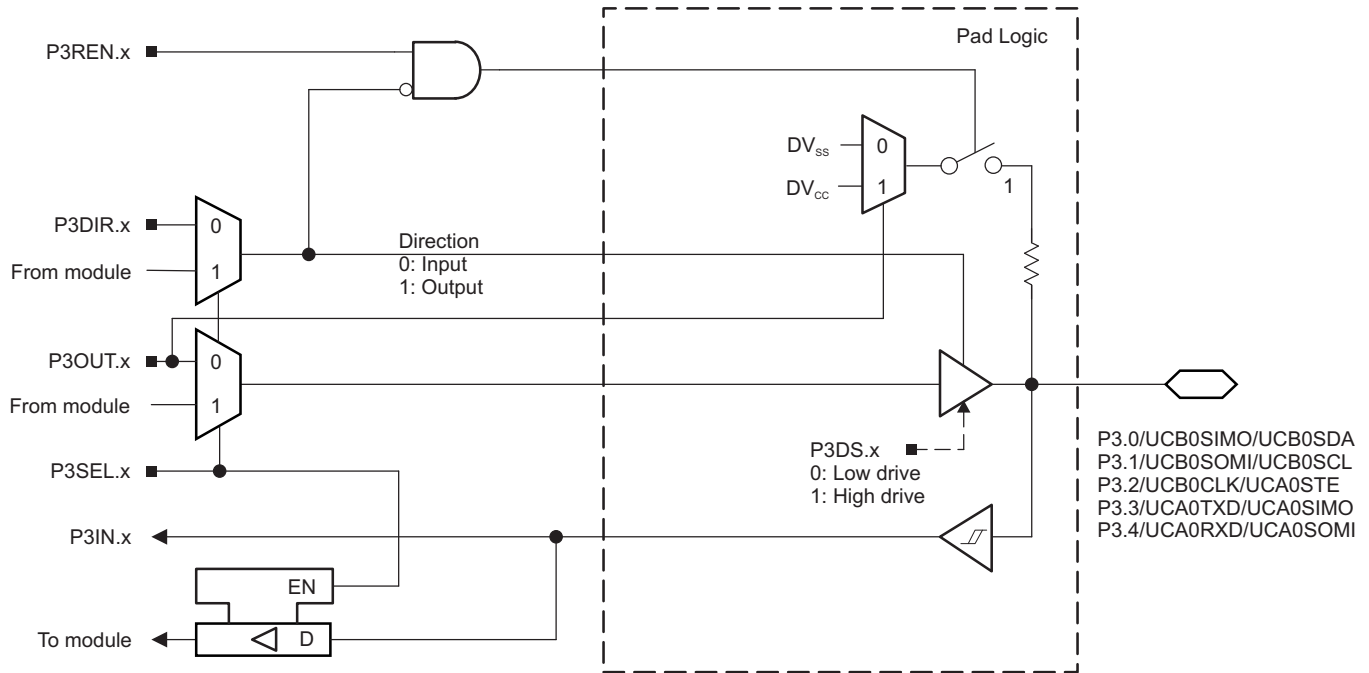 Pad Logic
P3REN.x
DVSS
0
DVCC
1
1
P3DIR.x
0
From module
1
Direction
0: Input
1: Output
P3OUT.x
0
From module
1
P3SEL.x
P3DS.x
0: Low drive
1: High drive
P3.0/UCB0SIMO/UCB0SDA
P3.1/UCB0SOMI/UCB0SCL
P3.2/UCB0CLK/UCA0STE
P3.3/UCA0TXD/UCA0SIMO
P3.4/UCA0RXD/UCA0SOMI
P3IN.x
EN
To module
D